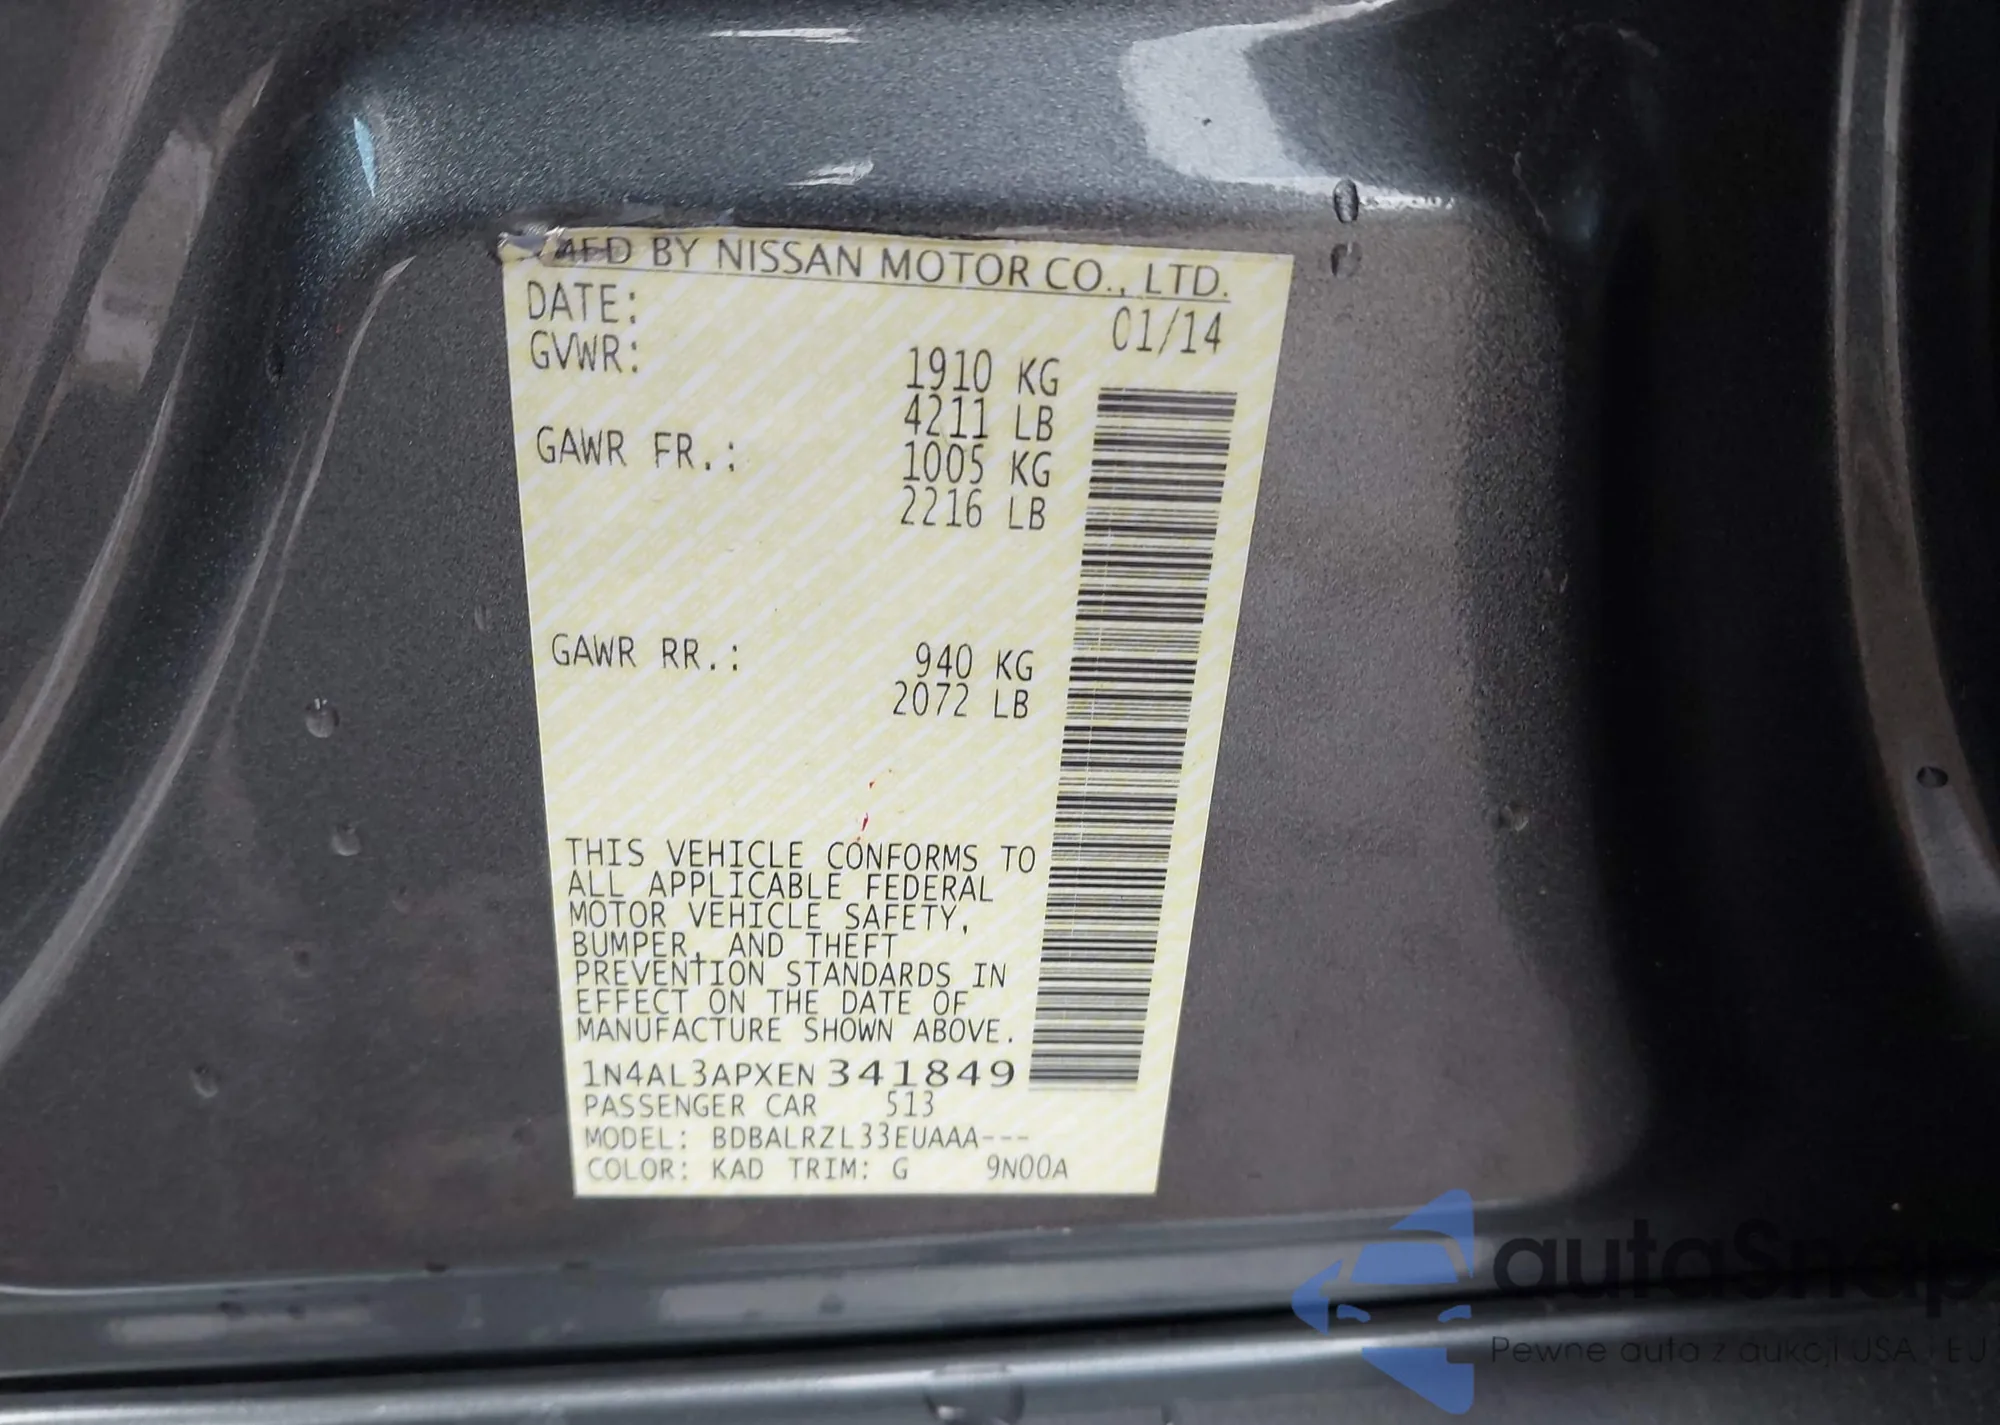 MFD BY NISSAN MOTOR CO., LTD.
DATE: 01/14
GVWR: 1910 KG
4211 LB
GAWR FR.: 1005 KG
2216 LB
GAWR RR.: 940 KG
2072 LB
THIS VEHICLE CONFORMS TO
ALL APPLICABLE FEDERAL
MOTOR VEHICLE SAFETY,
BUMPER, AND THEFT
PREVENTION STANDARDS IN
EFFECT ON THE DATE OF
MANUFACTURE SHOWN ABOVE.
1N4AL3APXEN341849
PASSENGER CAR 513
MODEL: BDBALRZL33EUAAA---
COLOR: KAD TRIM: G 9N00A
autaSnap
Pewne auta z aukcji USA i EU